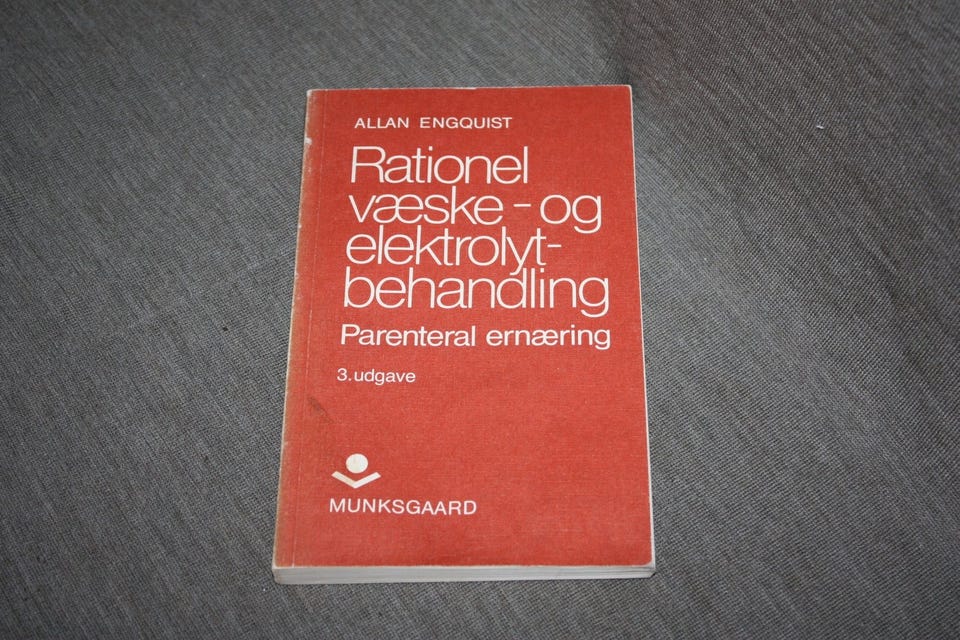 ALLAN ENGQUIST
Rationel
væske - og
elektrolyt-
behandling
Parenteral ernæring
3. udgave
MUNKSGAARD